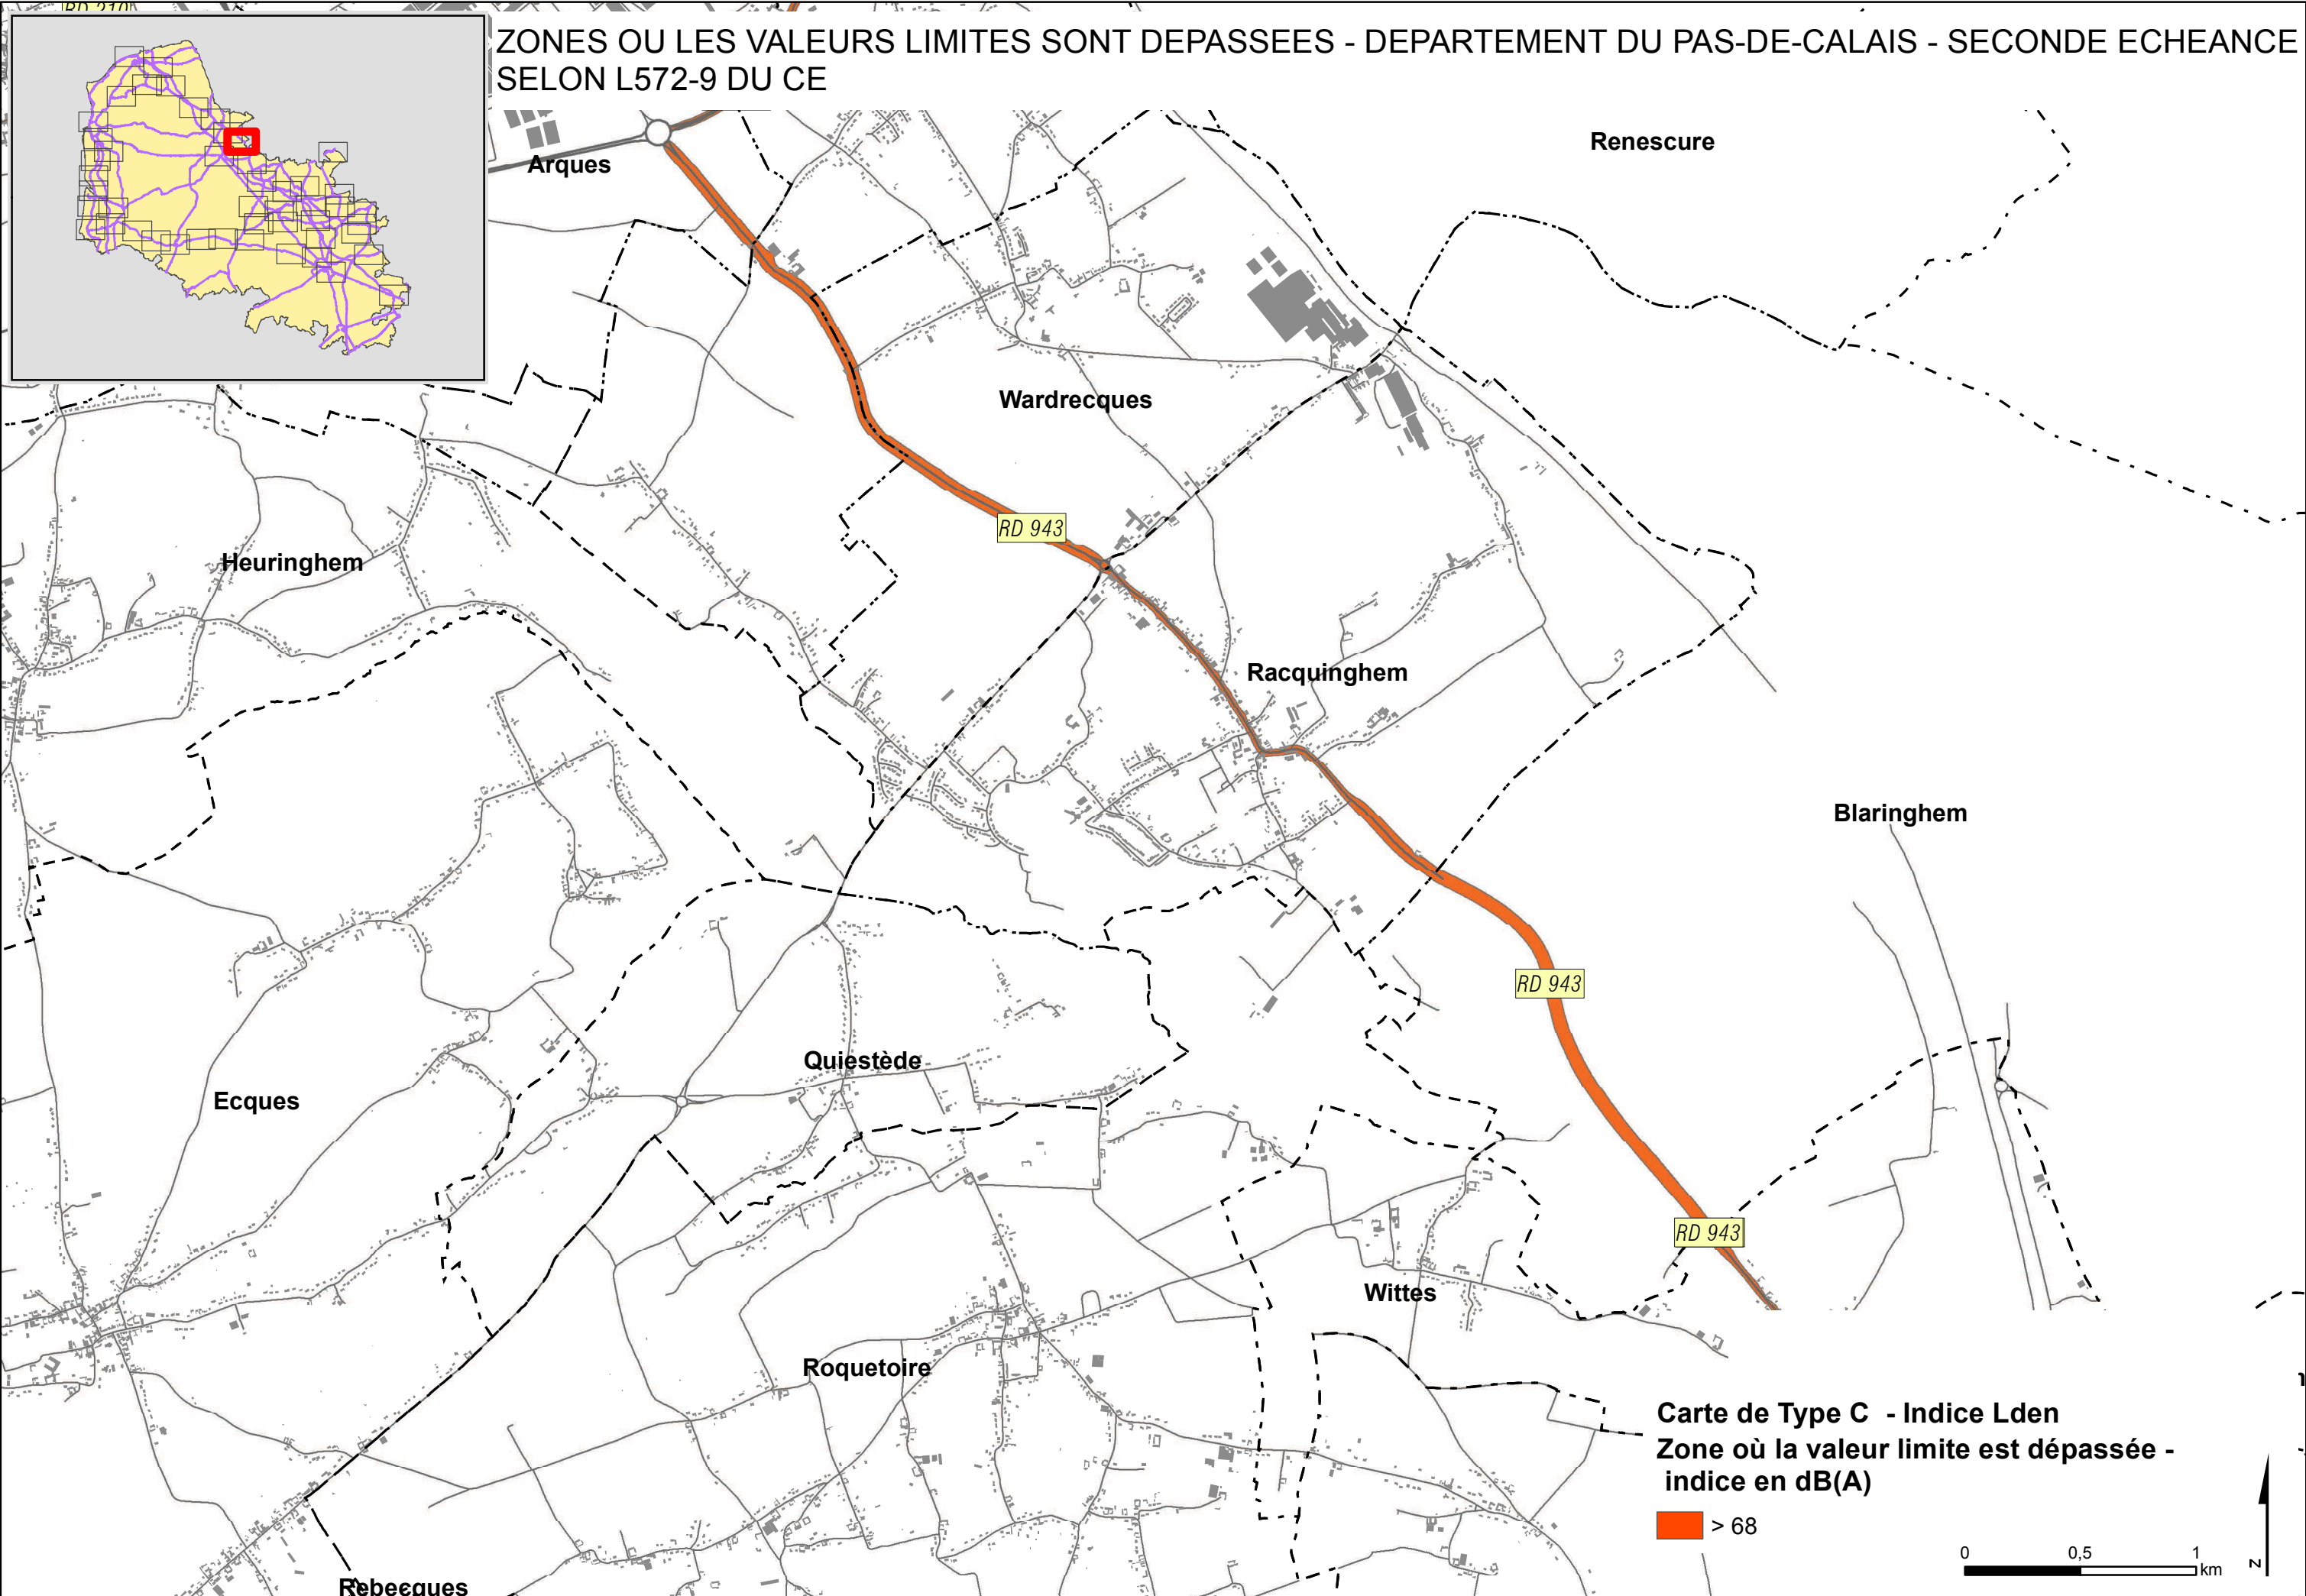 RD 210
ZONES OU LES VALEURS LIMITES SONT DEPASSEES - DEPARTEMENT DU PAS-DE-CALAIS - SECONDE ECHEANCE
SELON L572-9 DU CE
Renescure
Arques
Wardrecques
RD 943
Heuringhem
Racquinghem
Blaringhem
RD 943
Quiestède
Ecques
RD 943
Wittes
Roquetoire
Carte de Type C - Indice Lden
Zone où la valeur limite est dépassée -
indice en dB(A)
> 68
0 0,5 1
km
N
Rebecques